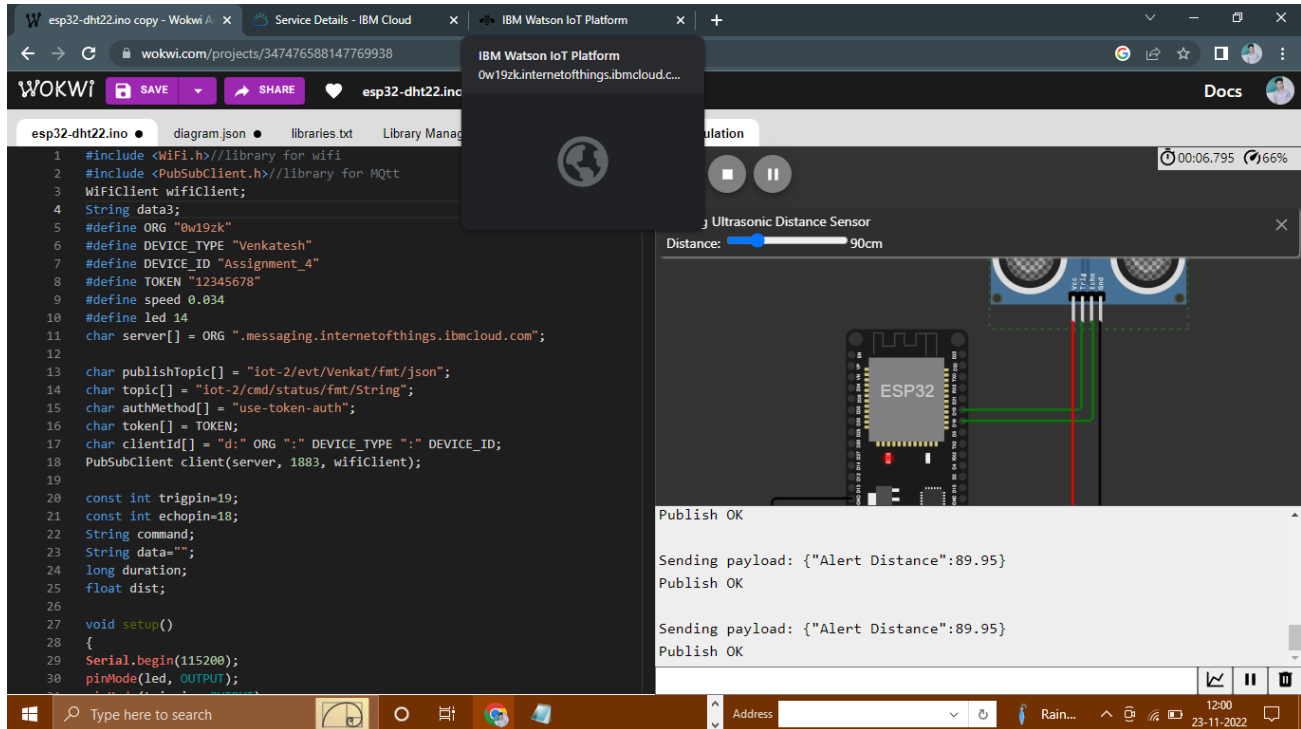 esp32-dht22.ino copy - Wokwi A
Service Details - IBM Cloud
IBM Watson IoT Platform
wokwi.com/projects/347476588147769938
IBM Watson IoT Platform
0w19zk.internetofthings.ibmcloud.c...
WOKWi
SAVE
SHARE
esp32-dht22.ino
Docs
esp32-dht22.ino
diagram.json
libraries.txt
Library Manag
ulation
00:06.795
66%
1 #include <WiFi.h>//library for wifi
2 #include <PubSubClient.h>//library for MQtt
3 WiFiClient wifiClient;
4 String data3;
5 #define ORG "0w19zk"
6 #define DEVICE_TYPE "Venkatesh"
7 #define DEVICE_ID "Assignment_4"
8 #define TOKEN "12345678"
9 #define speed 0.034
10 #define led 14
11 char server[] = ORG ".messaging.internetofthings.ibmcloud.com";
12
13 char publishTopic[] = "iot-2/evt/Venkat/fmt/json";
14 char topic[] = "iot-2/cmd/status/fmt/String";
15 char authMethod[] = "use-token-auth";
16 char token[] = TOKEN;
17 char clientId[] = "d:" ORG ":" DEVICE_TYPE ":" DEVICE_ID;
18 PubSubClient client(server, 1883, wifiClient);
19
20 const int trigpin=19;
21 const int echopin=18;
22 String command;
23 String data="";
24 long duration;
25 float dist;
26
27 void setup()
28 {
29 Serial.begin(115200);
30 pinMode(led, OUTPUT);
Ultrasonic Distance Sensor
Distance:
90cm
Vcc
Trig
Echo
Gnd
ESP32
Publish OK
Sending payload: {"Alert Distance":89.95}
Publish OK
Sending payload: {"Alert Distance":89.95}
Publish OK
Type here to search
Address
Rain...
12:00
23-11-2022